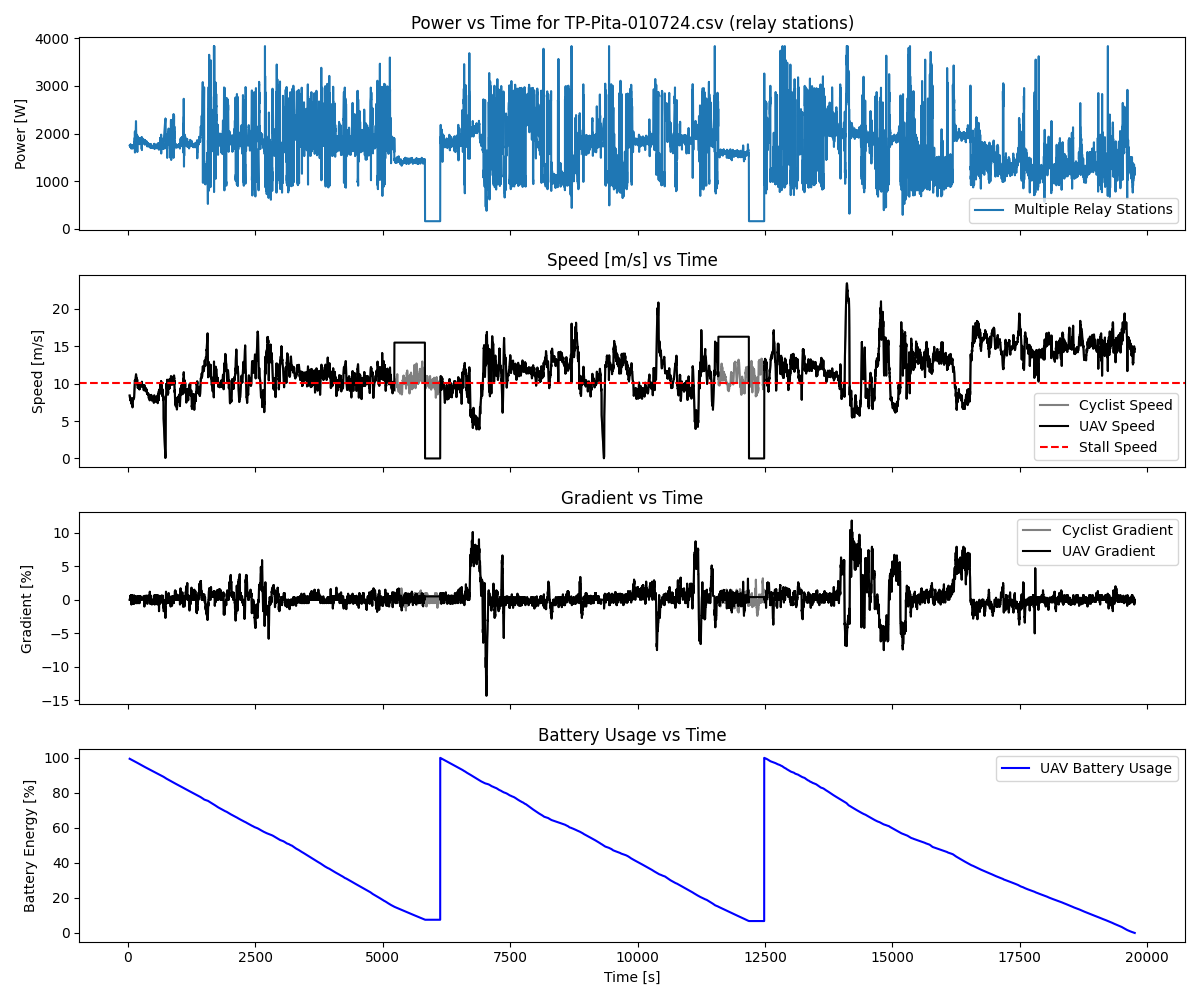 Power vs Time for TP-Pita-010724.csv (relay stations)
4000
3000
2000
1000
0
Power [W]
Multiple Relay Stations
Speed [m/s] vs Time
20
15
10
5
0
Speed [m/s]
Cyclist Speed
UAV Speed
Stall Speed
Gradient vs Time
10
5
0
−5
−10
−15
Gradient [%]
Cyclist Gradient
UAV Gradient
Battery Usage vs Time
100
80
60
40
20
0
Battery Energy [%]
UAV Battery Usage
0 2500 5000 7500 10000 12500 15000 17500 20000
Time [s]